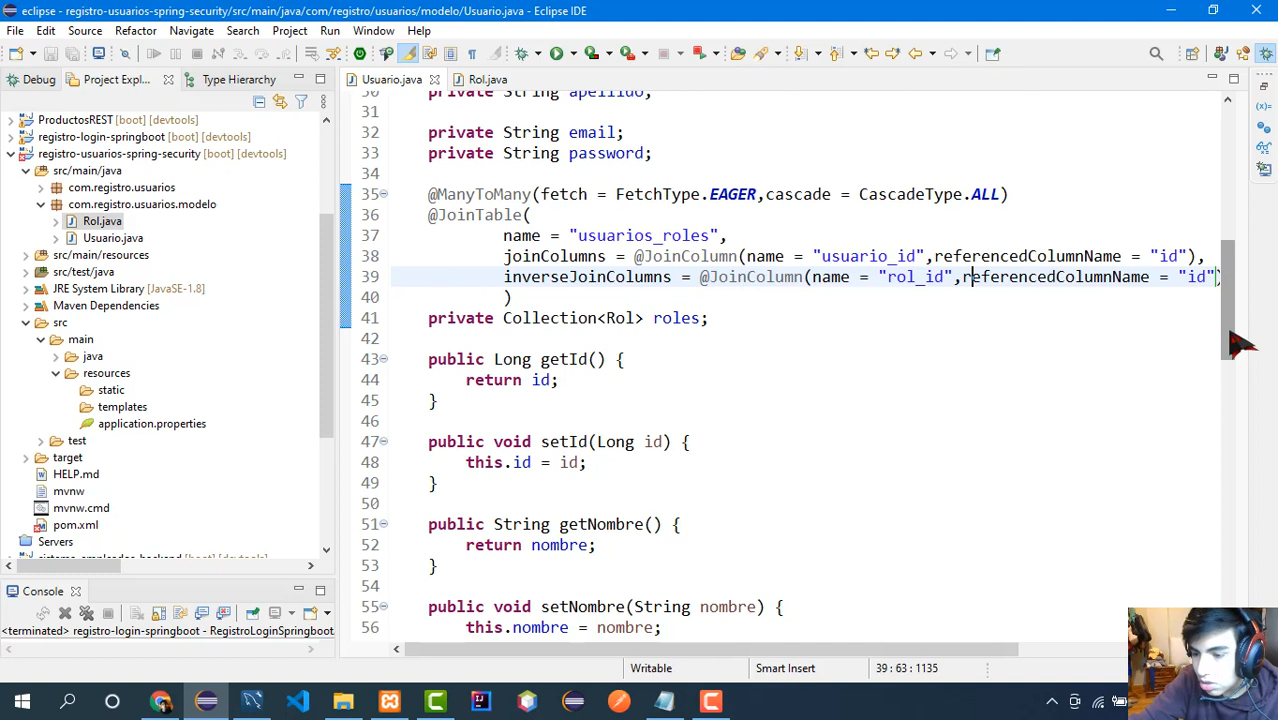 eclipse - registro-usuarios-spring-security/src/main/java/com/registro/usuarios/modelo/Usuario.java - Eclipse IDE
File Edit Source Refactor Navigate Search Project Run Window Help
Debug Project Expl... Type Hierarchy Usuario.java Rol.java
ProductosREST [boot] [devtools]
registro-login-springboot [boot] [devtools]
registro-usuarios-spring-security [boot] [devtools]
src/main/java
com.registro.usuarios
com.registro.usuarios.modelo
Rol.java
Usuario.java
src/main/resources
src/test/java
JRE System Library [JavaSE-1.8]
Maven Dependencies
src
main
java
resources
static
templates
application.properties
test
target
HELP.md
mvnw
mvnw.cmd
pom.xml
Servers
30 private String apellido;
31
32 private String email;
33 private String password;
34
35 @ManyToMany(fetch = FetchType.EAGER,cascade = CascadeType.ALL)
36 @JoinTable(
37 name = "usuarios_roles",
38 joinColumns = @JoinColumn(name = "usuario_id",referencedColumnName = "id"),
39 inverseJoinColumns = @JoinColumn(name = "rol_id",referencedColumnName = "id")
40 )
41 private Collection<Rol> roles;
42
43 public Long getId() {
44 return id;
45 }
46
47 public void setId(Long id) {
48 this.id = id;
49 }
50
51 public String getNombre() {
52 return nombre;
53 }
54
55 public void setNombre(String nombre) {
56 this.nombre = nombre;
Console
<terminated> registro-login-springboot - RegistroLoginSpringboot
Writable Smart Insert 39 : 63 : 1135